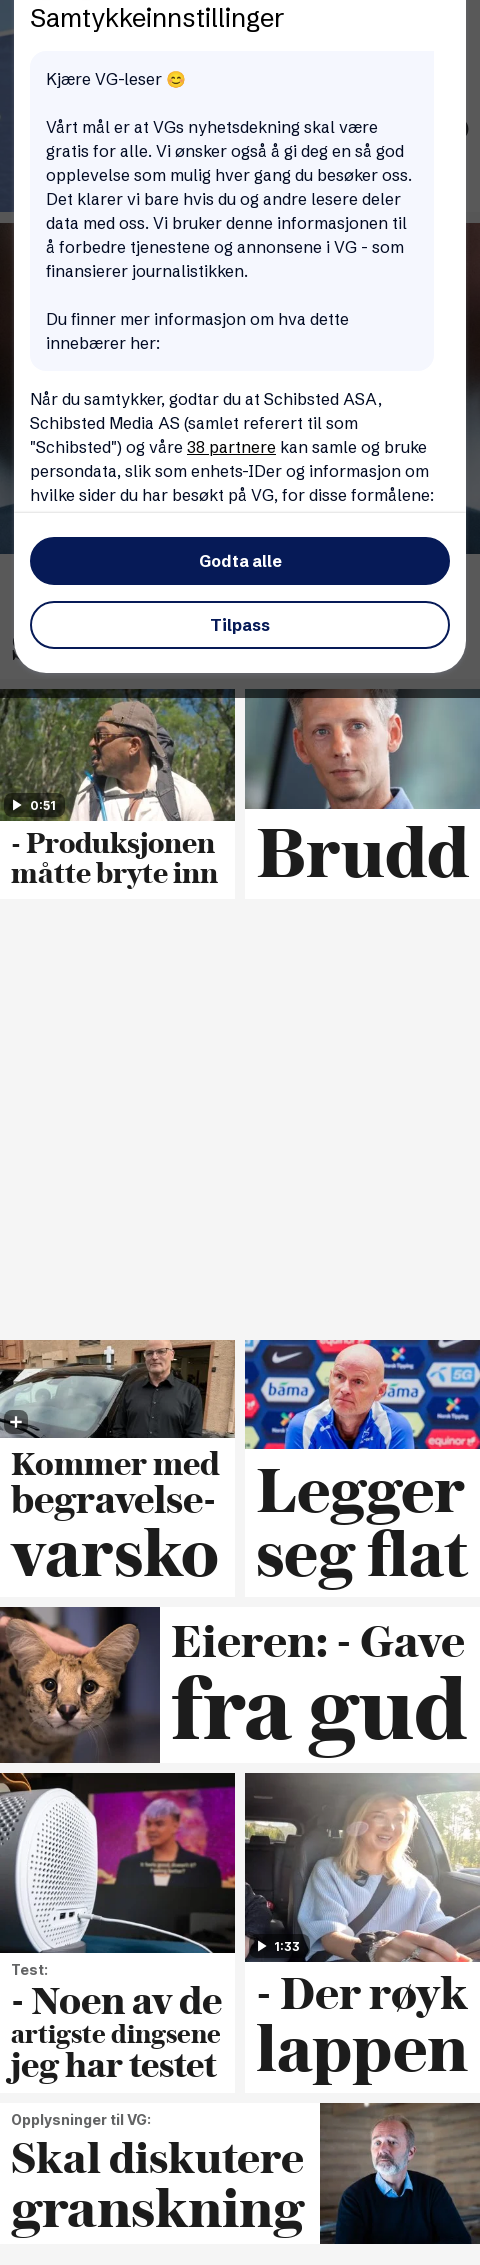 Samtykkeinnstillinger
Kjære VG-leser 😊
Vårt mål er at VGs nyhetsdekning skal være
gratis for alle. Vi ønsker også å gi deg en så god
opplevelse som mulig hver gang du besøker oss.
Det klarer vi bare hvis du og andre lesere deler
data med oss. Vi bruker denne informasjonen til
å forbedre tjenestene og annonsene i VG - som
finansierer journalistikken.
Du finner mer informasjon om hva dette
innebærer her:
Når du samtykker, godtar du at Schibsted ASA,
Schibsted Media AS (samlet referert til som
"Schibsted") og våre 38 partnere kan samle og bruke
persondata, slik som enhets-IDer og informasjon om
hvilke sider du har besøkt på VG, for disse formålene:
Godta alle
Tilpass
0:51
- Produksjonen
måtte bryte inn
Brudd
Kommer med
begravelse-
varsko
equinor
Norsk Tipping
5G
bama
bama
equinor
Legger
seg flat
Eieren: - Gave
fra gud
Test:
- Noen av de
artigste dingsene
jeg har testet
1:33
- Der røyk
lappen
Opplysninger til VG:
Skal diskutere
granskning